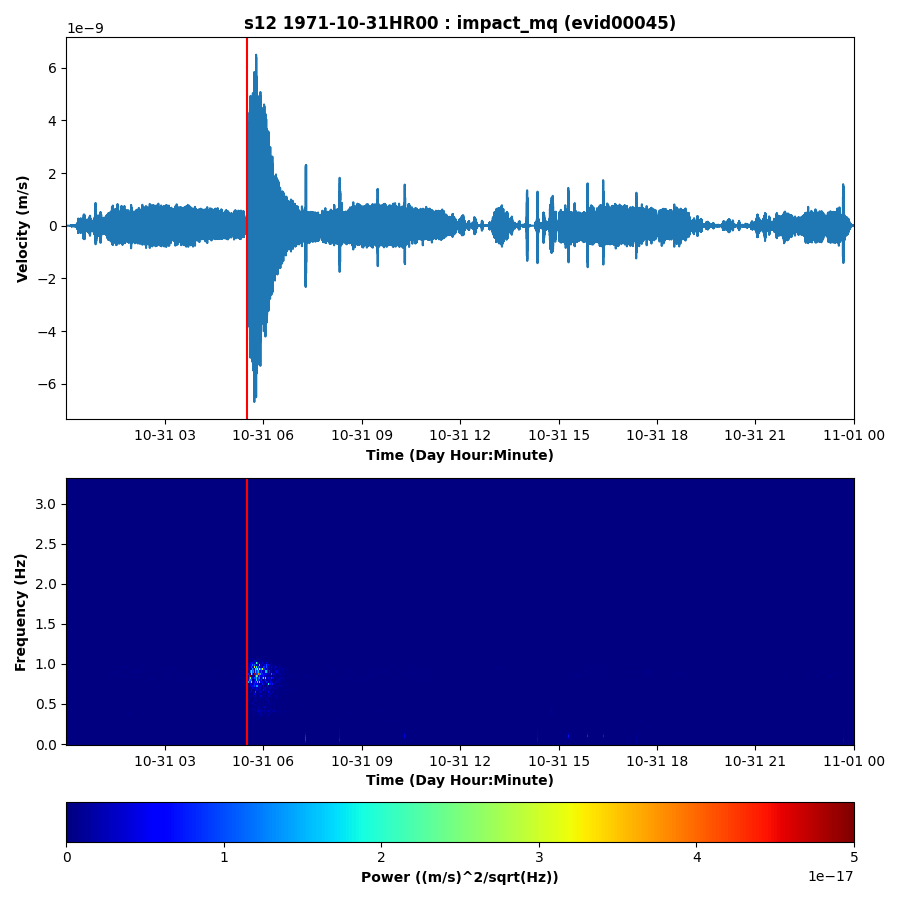 s12 1971-10-31HR00 : impact_mq (evid00045)
1e−9
6
4
2
0
−2
−4
−6
Velocity (m/s)
10-31 03 10-31 06 10-31 09 10-31 12 10-31 15 10-31 18 10-31 21 11-01 00
Time (Day Hour:Minute)
3.0
2.5
2.0
1.5
1.0
0.5
0.0
Frequency (Hz)
10-31 03 10-31 06 10-31 09 10-31 12 10-31 15 10-31 18 10-31 21 11-01 00
Time (Day Hour:Minute)
0 1 2 3 4 5
1e−17
Power ((m/s)^2/sqrt(Hz))